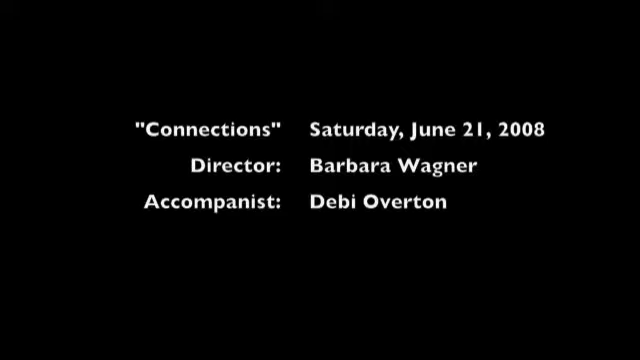 "Connections" Saturday, June 21, 2008
Director: Barbara Wagner
Accompanist: Debi Overton